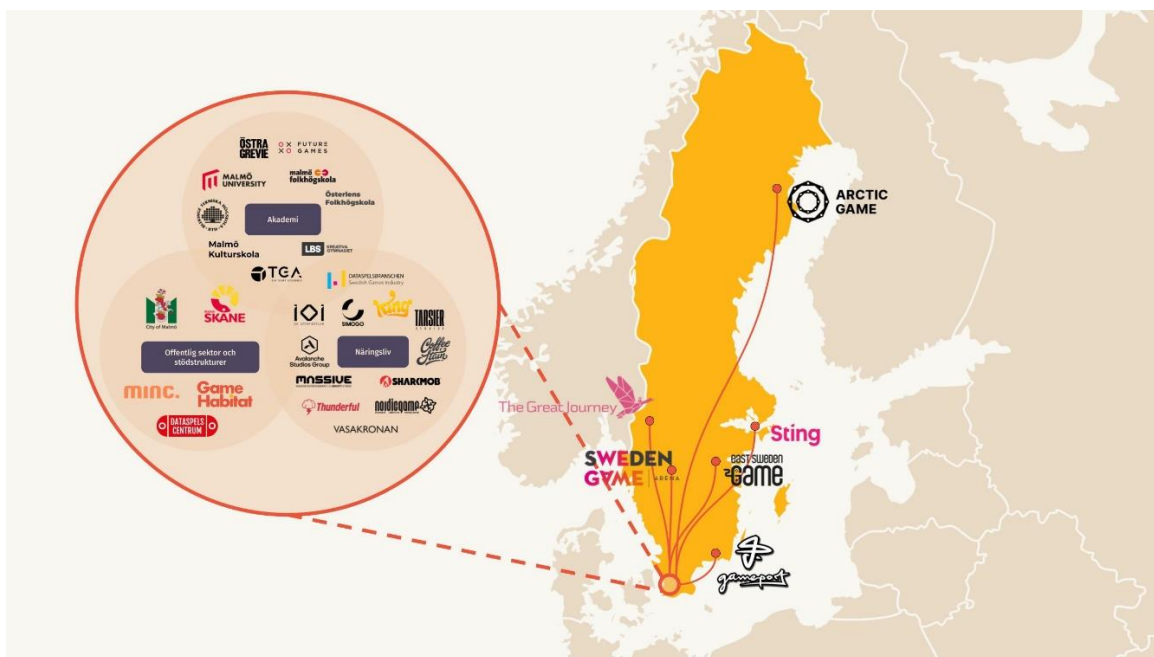 ÖSTRA
GREVIE
FUTURE
GAMES
MALMÖ
UNIVERSITY
malmö
folkhögskola
Österlens
Folkhögskola
Akademi
Malmö
Kulturskola
LBS
KREATIVA
GYMNASIET
TGA
DATASPELSBRANSCHEN
Swedish Games Industry
City of Malmö
SKÅNE
Offentlig sektor och
stödstrukturer
minc.
Game
Habitat
DATASPELS
CENTRUM
IOI
SIMOGO
King
TARSIER
STUDIOS
Avalanche
Studios Group
Näringsliv
Coffee
Stain
MASSIVE
SHARKMOB
Thunderful
nordicgame
VASAKRONAN
ARCTIC
GAME
The Great Journey
Sting
SWEDEN
GAME
ARENA
EAST SWEDEN
GAME
gameport